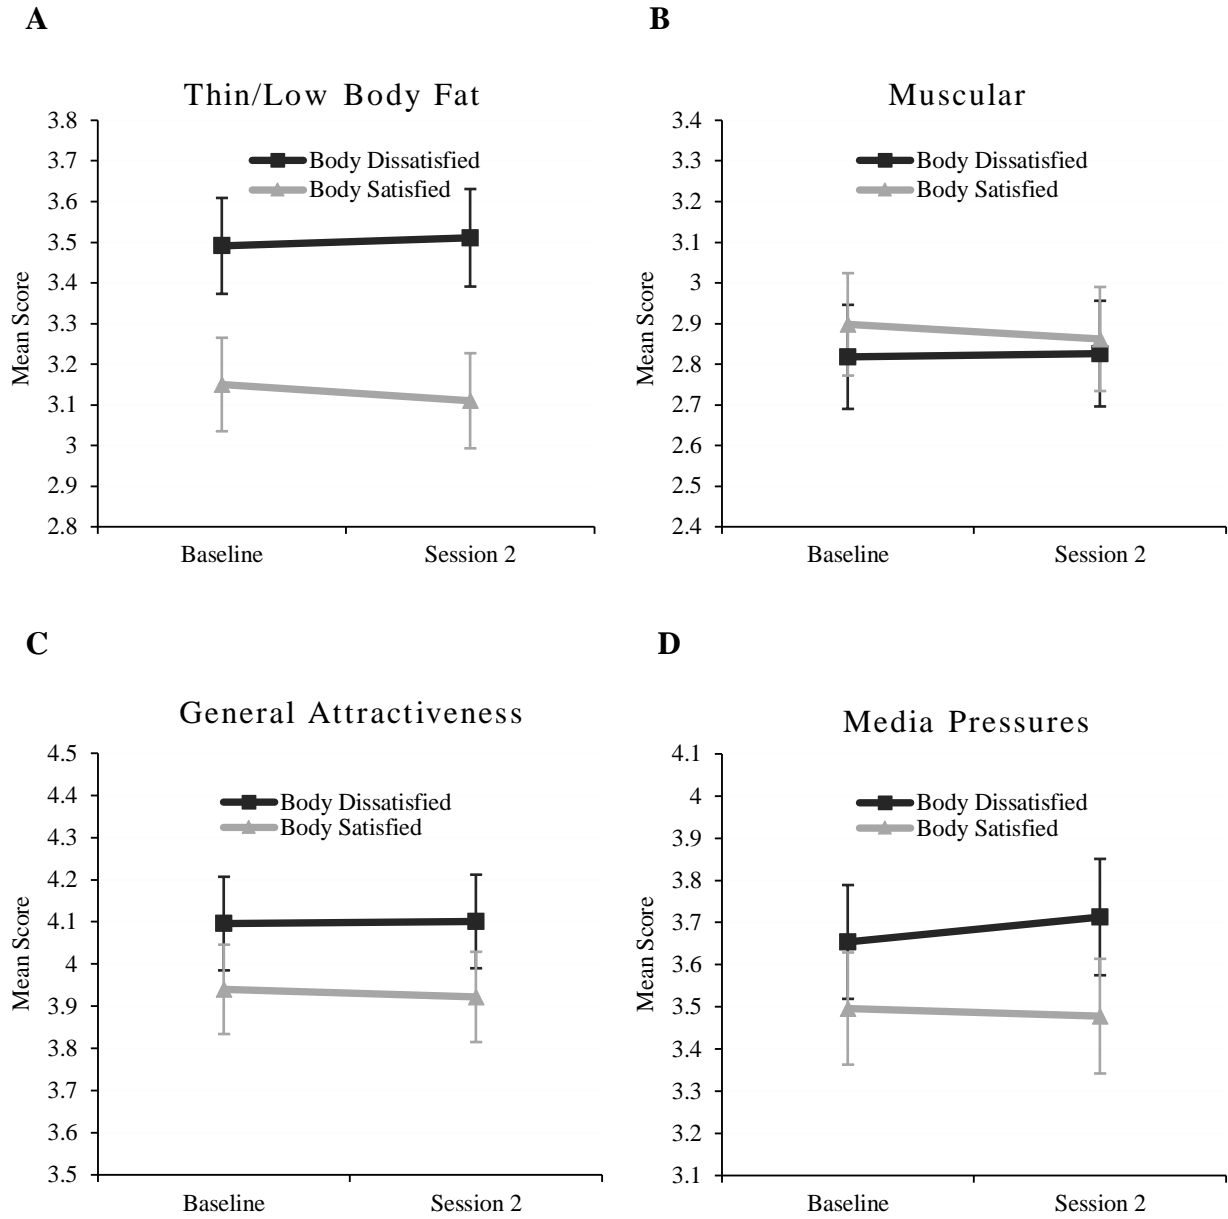 A
Thin/Low Body Fat
3.8
3.7
3.6
3.5
3.4
3.3
3.2
3.1
3
2.9
2.8
Mean Score
Body Dissatisfied
Body Satisfied
Baseline
Session 2
B
Muscular
3.4
3.3
3.2
3.1
3
2.9
2.8
2.7
2.6
2.5
2.4
Mean Score
Body Dissatisfied
Body Satisfied
Baseline
Session 2
C
General Attractiveness
4.5
4.4
4.3
4.2
4.1
4
3.9
3.8
3.7
3.6
3.5
Mean Score
Body Dissatisfied
Body Satisfied
Baseline
Session 2
D
Media Pressures
4.1
4
3.9
3.8
3.7
3.6
3.5
3.4
3.3
3.2
3.1
Mean Score
Body Dissatisfied
Body Satisfied
Baseline
Session 2